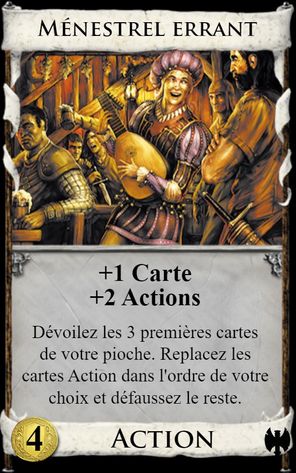 MÉNESTREL ERRANT
+1 Carte
+2 Actions
Dévoilez les 3 premières cartes
de votre pioche. Replacez les
cartes Action dans l'ordre de votre
choix et défaussez le reste.
4 ACTION